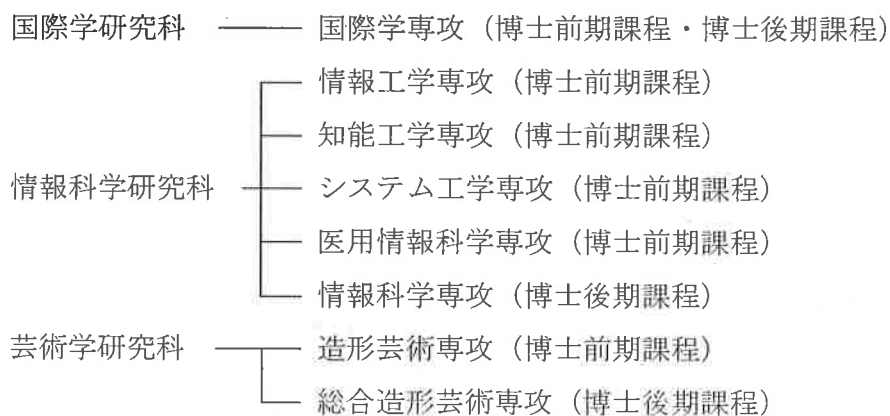 国際学研究科 国際学専攻（博士前期課程・博士後期課程）
情報工学専攻（博士前期課程）
知能工学専攻（博士前期課程）
情報科学研究科 システム工学専攻（博士前期課程）
医用情報科学専攻（博士前期課程）
情報科学専攻（博士後期課程）
芸術学研究科 造形芸術専攻（博士前期課程）
総合造形芸術専攻（博士後期課程）